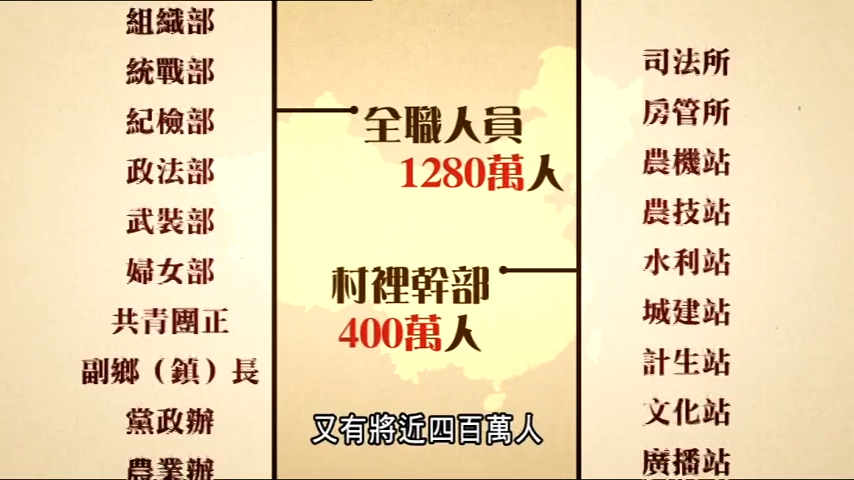 組織部
統戰部
紀檢部
政法部
武裝部
婦女部
共青團正
副鄉（鎮）長
黨政辦
農業辦
全職人員
1280萬人
村裡幹部
400萬人
又有將近四百萬人
司法所
房管所
農機站
農技站
水利站
城建站
計生站
文化站
廣播站